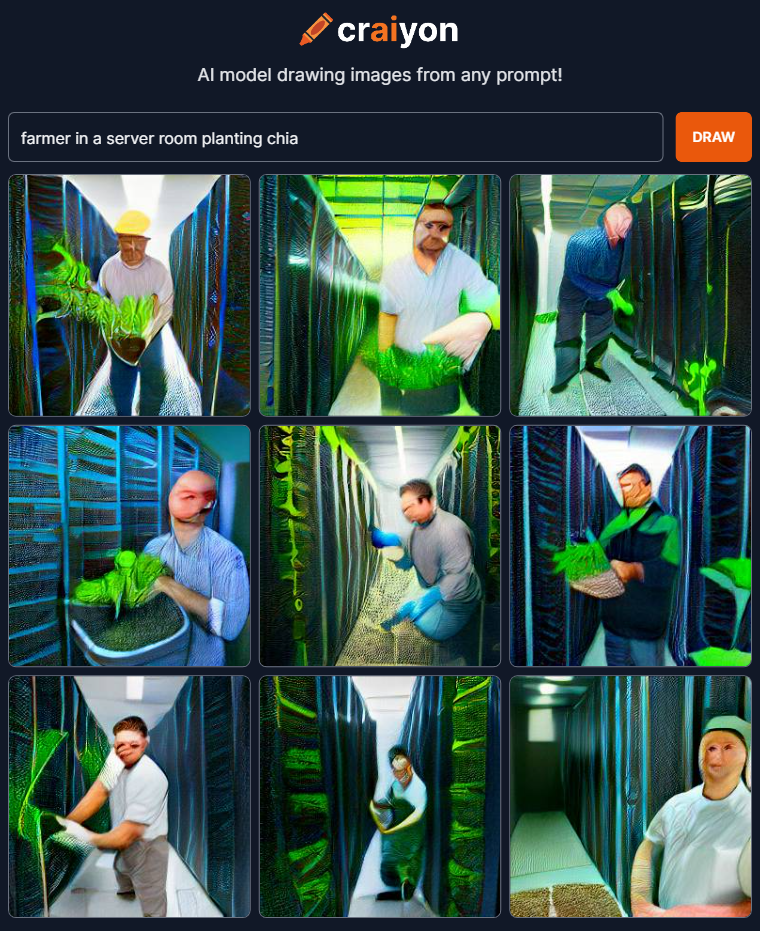 craiyon
AI model drawing images from any prompt!
farmer in a server room planting chia
DRAW